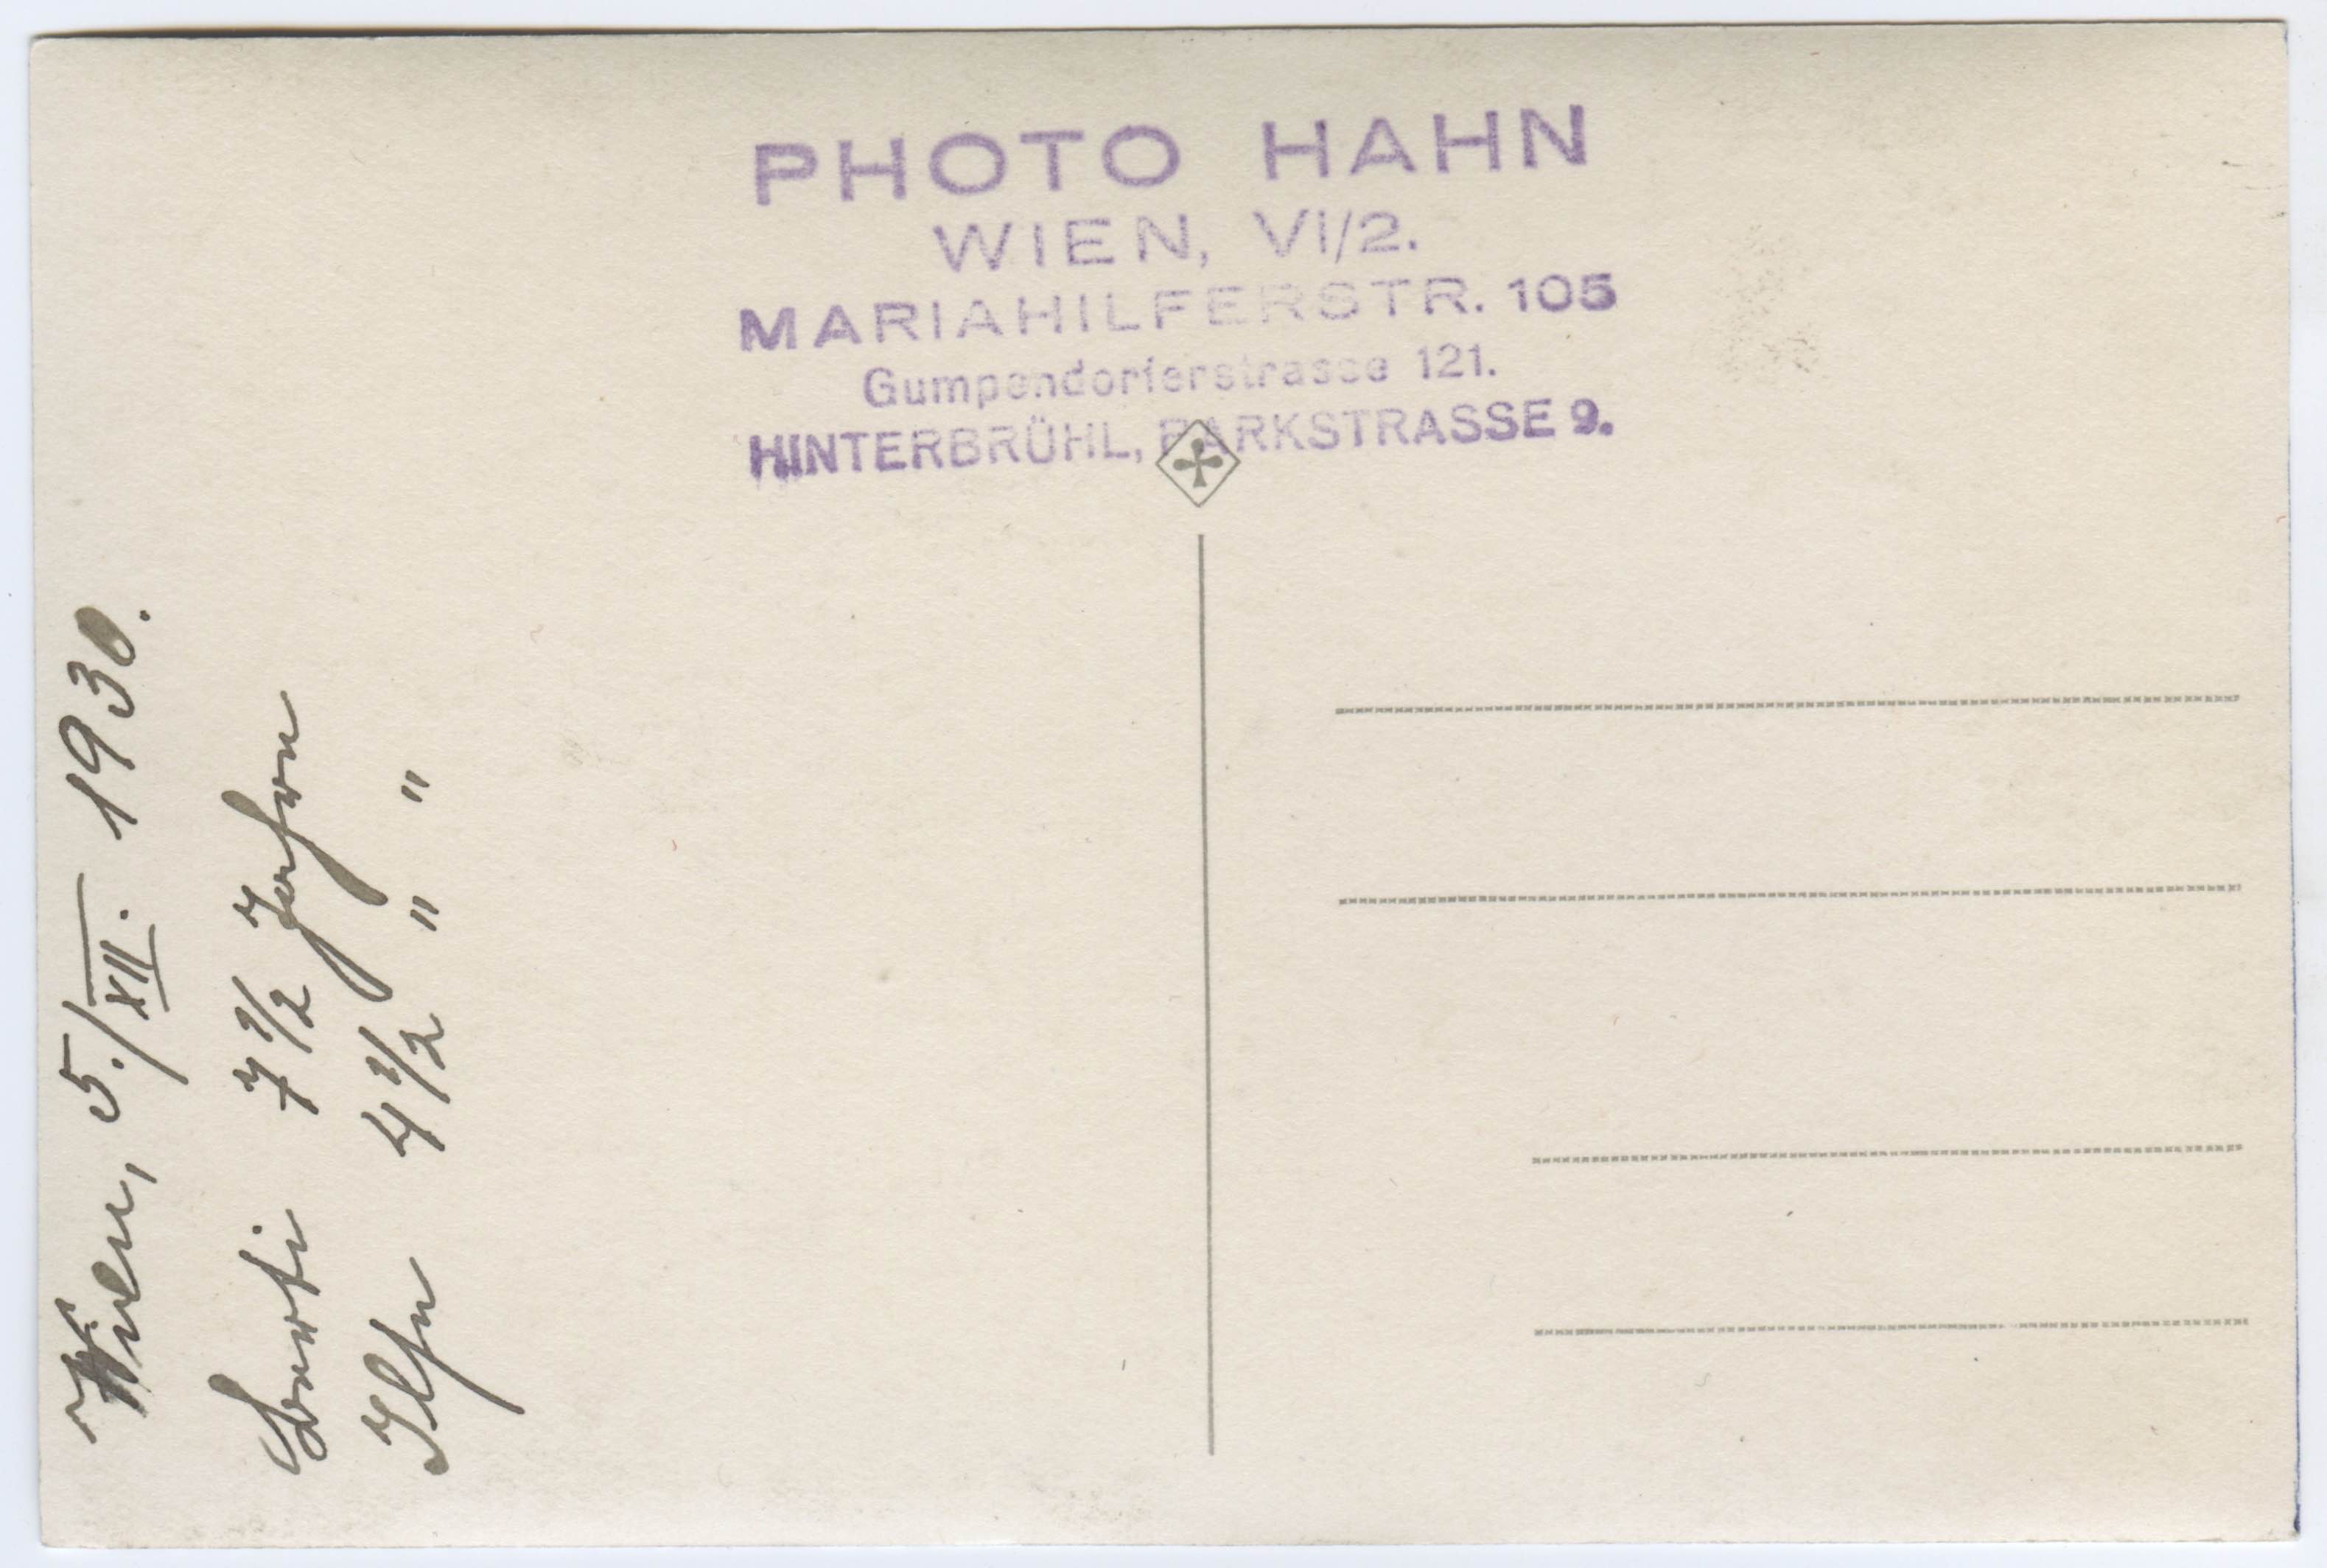 PHOTO HAHN
WIEN, VI/2.
MARIAHILFERSTR. 105
Gumpendorferstrasse 121.
HINTERBRÜHL, PARKSTRASSE 9.
Wien, 5./XII. 1930.
7 1/2 Jahre
Ilse 4 1/2 " "